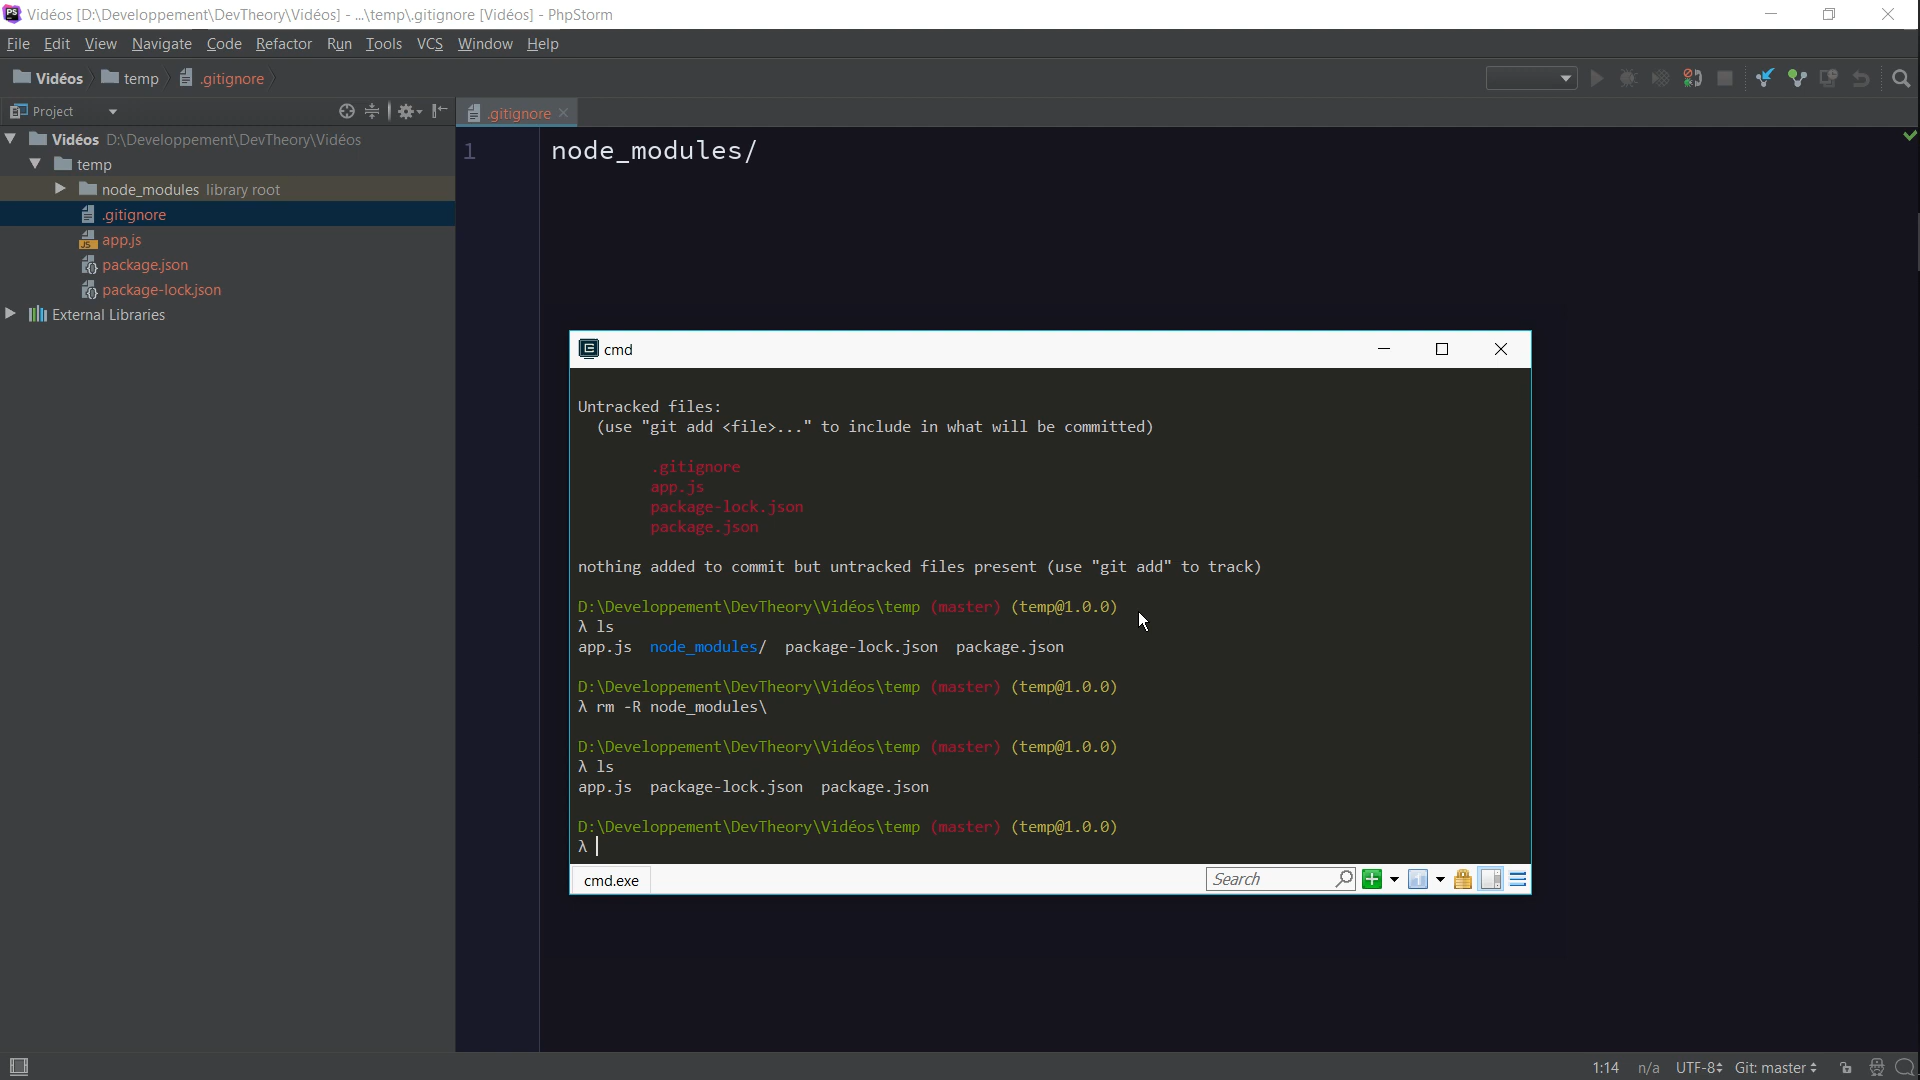 Vidéos [D:\Developpement\DevTheory\Vidéos] - ...\temp\.gitignore [Vidéos] - PhpStorm
File Edit View Navigate Code Refactor Run Tools VCS Window Help
Vidéos temp .gitignore
Project
.gitignore
Vidéos D:\Developpement\DevTheory\Vidéos
temp
node_modules library root
.gitignore
app.js
package.json
package-lock.json
External Libraries
1 node_modules/
cmd
Untracked files:
(use "git add <file>..." to include in what will be committed)
.gitignore
app.js
package-lock.json
package.json
nothing added to commit but untracked files present (use "git add" to track)
D:\Developpement\DevTheory\Vidéos\temp (master) (temp@1.0.0)
λ ls
app.js node_modules/ package-lock.json package.json
D:\Developpement\DevTheory\Vidéos\temp (master) (temp@1.0.0)
λ rm -R node_modules\
D:\Developpement\DevTheory\Vidéos\temp (master) (temp@1.0.0)
λ ls
app.js package-lock.json package.json
D:\Developpement\DevTheory\Vidéos\temp (master) (temp@1.0.0)
λ
cmd.exe
Search
1:14 n/a UTF-8 Git: master